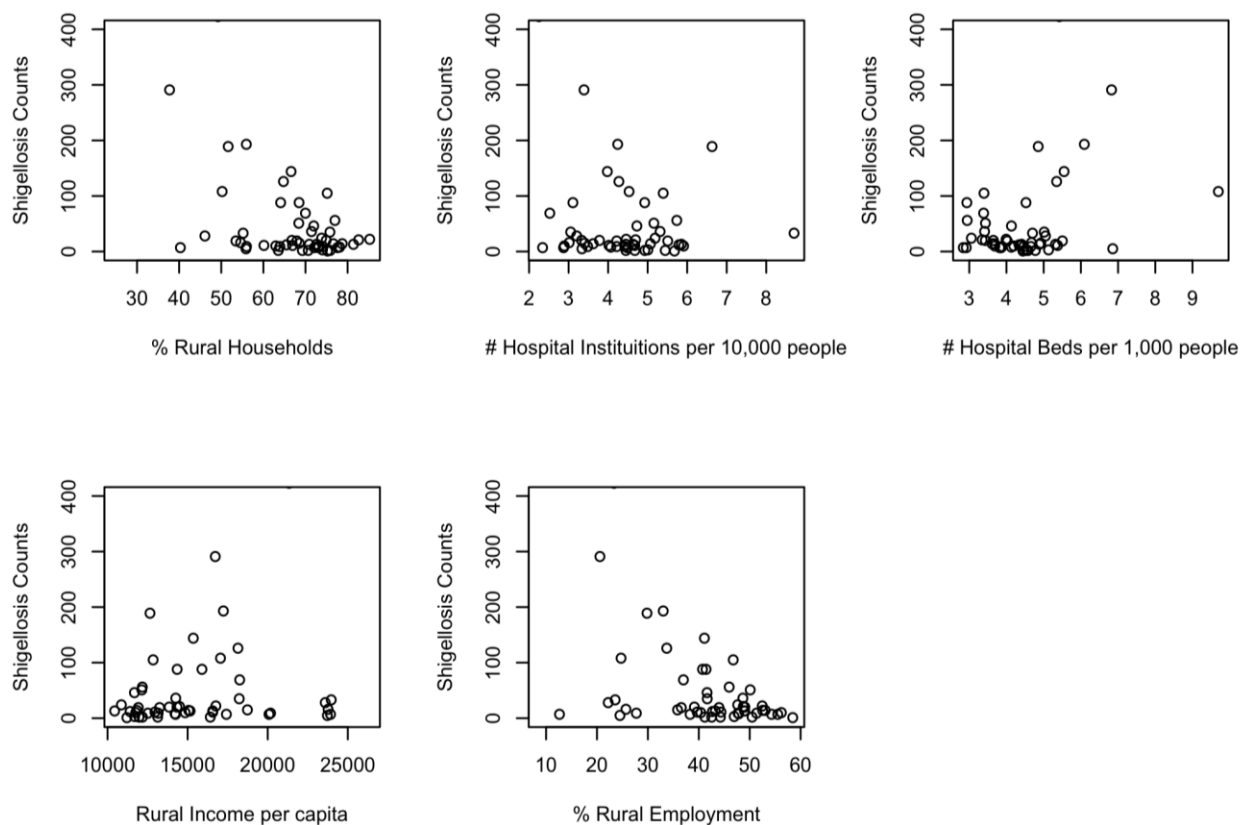 400
300
200
100
0
Shigellosis Counts
30 40 50 60 70 80
% Rural Households
400
300
200
100
0
Shigellosis Counts
2 3 4 5 6 7 8
# Hospital Instituitions per 10,000 people
400
300
200
100
0
Shigellosis Counts
3 4 5 6 7 8 9
# Hospital Beds per 1,000 people
400
300
200
100
0
Shigellosis Counts
10000 15000 20000 25000
Rural Income per capita
400
300
200
100
0
Shigellosis Counts
10 20 30 40 50 60
% Rural Employment